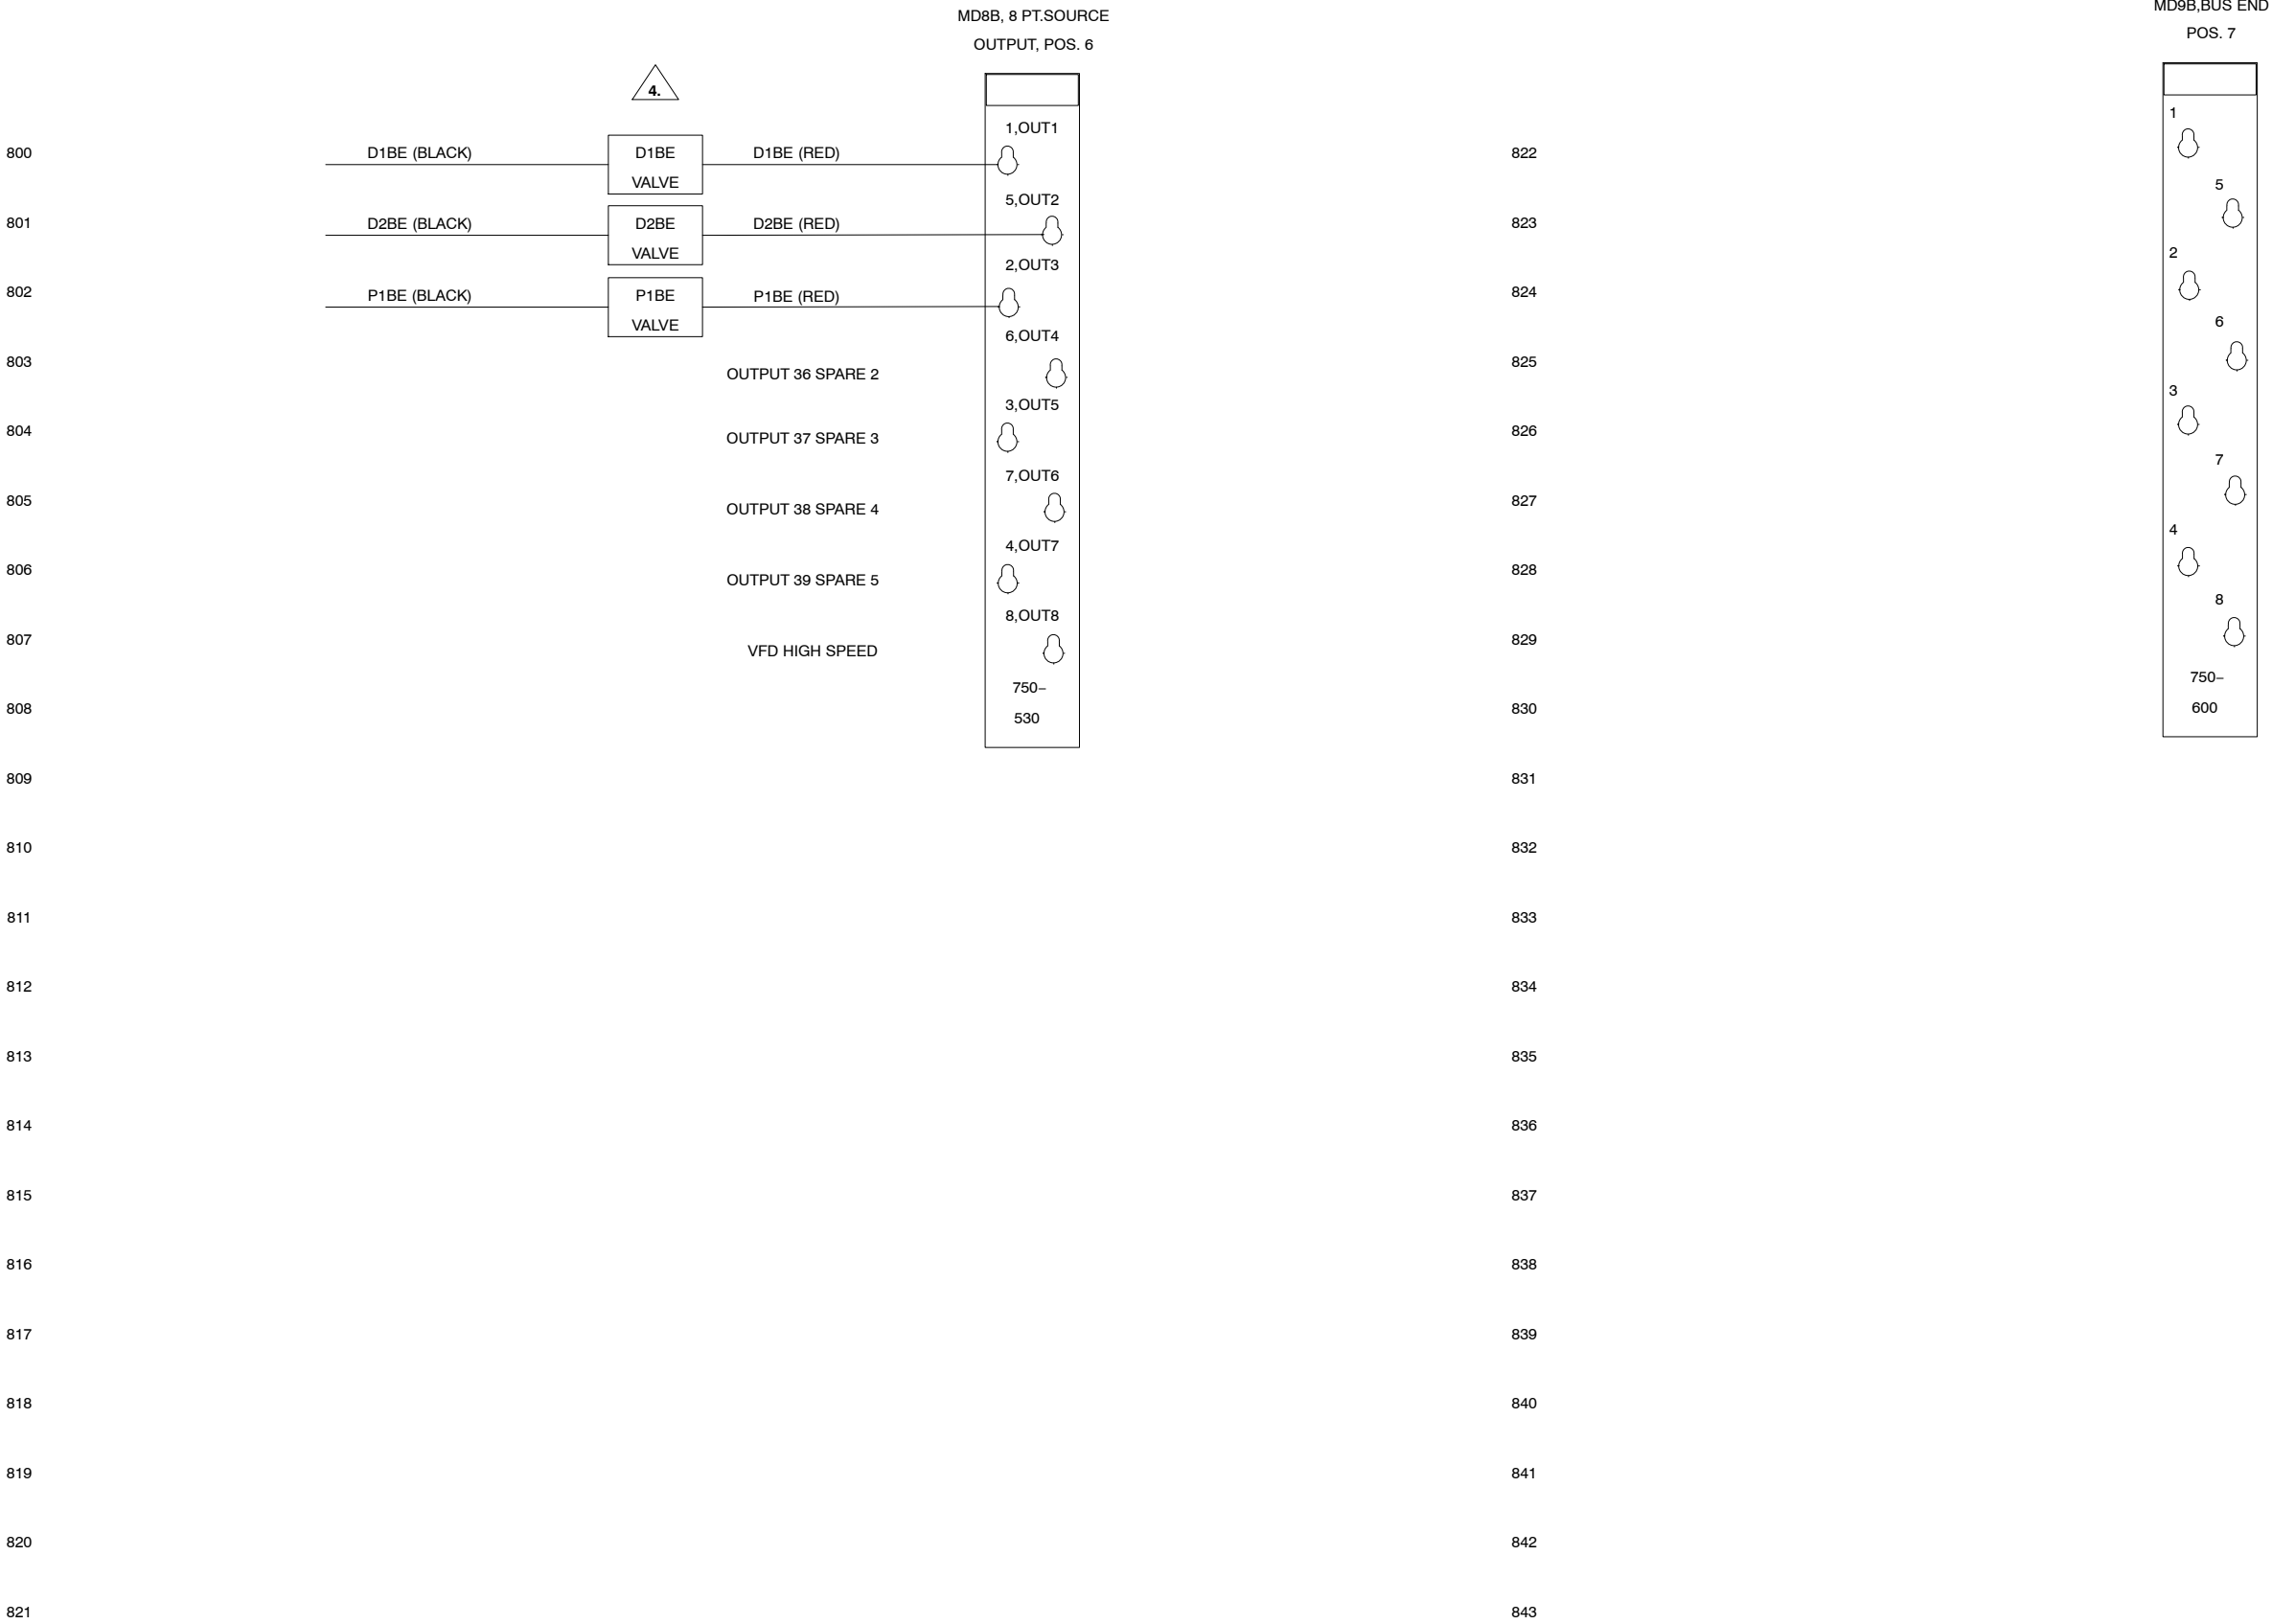 MD8B, 8 PT.SOURCE
OUTPUT, POS. 6
4.
800
D1BE (BLACK)
D1BE
VALVE
D1BE (RED)
1,OUT1
801
D2BE (BLACK)
D2BE
VALVE
D2BE (RED)
5,OUT2
802
P1BE (BLACK)
P1BE
VALVE
P1BE (RED)
2,OUT3
803
OUTPUT 36 SPARE 2
6,OUT4
804
OUTPUT 37 SPARE 3
3,OUT5
805
OUTPUT 38 SPARE 4
7,OUT6
806
OUTPUT 39 SPARE 5
4,OUT7
807
VFD HIGH SPEED
8,OUT8
750–
530
808
809
810
811
812
813
814
815
816
817
818
819
820
821
MD9B,BUS END
POS. 7
822
1
823
5
824
2
825
6
826
3
827
7
828
4
829
8
750–
600
830
831
832
833
834
835
836
837
838
839
840
841
842
843